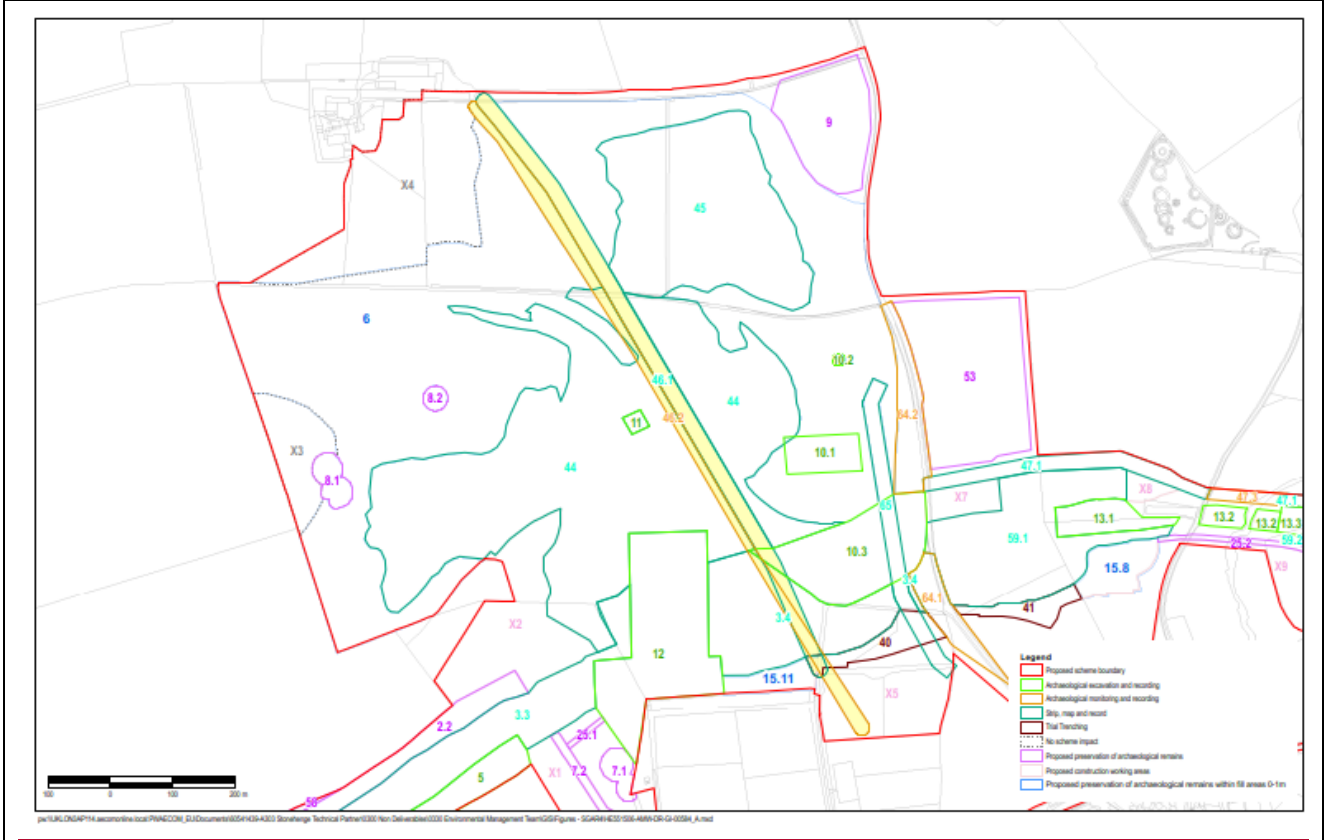 9
X4
45
6
10.2
53
46.1
8.2
44
46.2
64.2
11
X3
44
10.1
47.1
8.1
X7
X8
47.3
47.1
65
13.1
13.2
13.2
13.3
59.1
59.2
10.3
25.2
15.8
X9
3.4
64.1
X2
3.4
41
40
12
Legend
Proposed scheme boundary
Archaeological excavation and recording
Archaeological monitoring and recording
Strip, map and record
Trial Trenching
No scheme impact
Proposed preservation of archaeological remains
Proposed construction working areas
Proposed preservation of archaeological remains within fill areas 0-1m
15.11
X5
3.3
2.2
25.1
5
X1
7.2
7.1
58
100 0 100 200 m